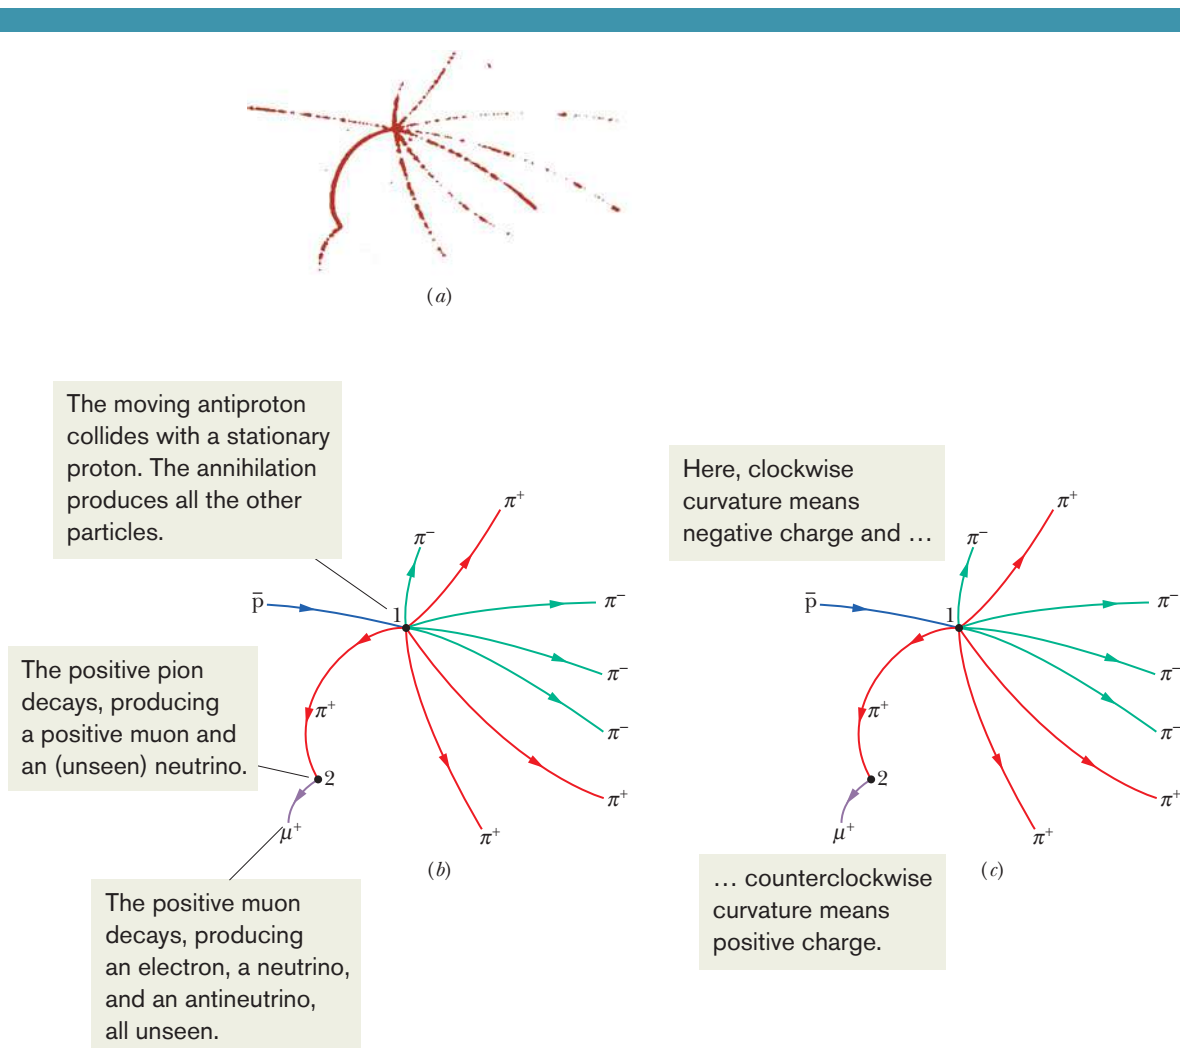 (a)
The moving antiproton
collides with a stationary
proton. The annihilation
produces all the other
particles.
π⁺
π⁻
p̄
1
π⁻
π⁻
π⁻
π⁺
π⁺
π⁺
2
μ⁺
The positive pion
decays, producing
a positive muon and
an (unseen) neutrino.
The positive muon
decays, producing
an electron, a neutrino,
and an antineutrino,
all unseen.
(b)
Here, clockwise
curvature means
negative charge and …
π⁺
π⁻
p̄
1
π⁻
π⁻
π⁻
π⁺
π⁺
π⁺
2
μ⁺
… counterclockwise
curvature means
positive charge.
(c)